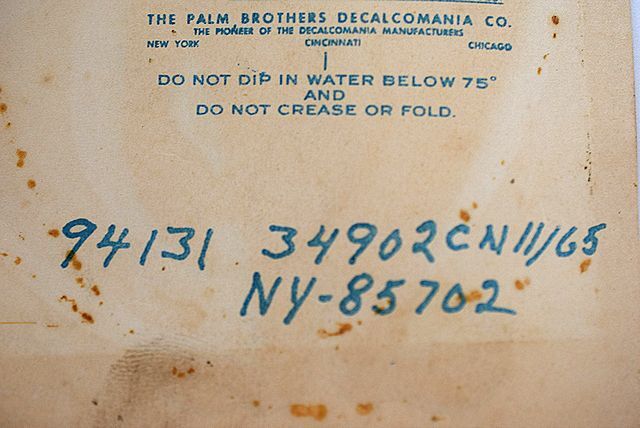 THE PALM BROTHERS DECALCOMANIA CO.
THE PIONEER OF THE DECALCOMANIA MANUFACTURERS
NEW YORK CINCINNATI CHICAGO
DO NOT DIP IN WATER BELOW 75°
AND
DO NOT CREASE OR FOLD.
94131 34902CN11/65
NY-85702